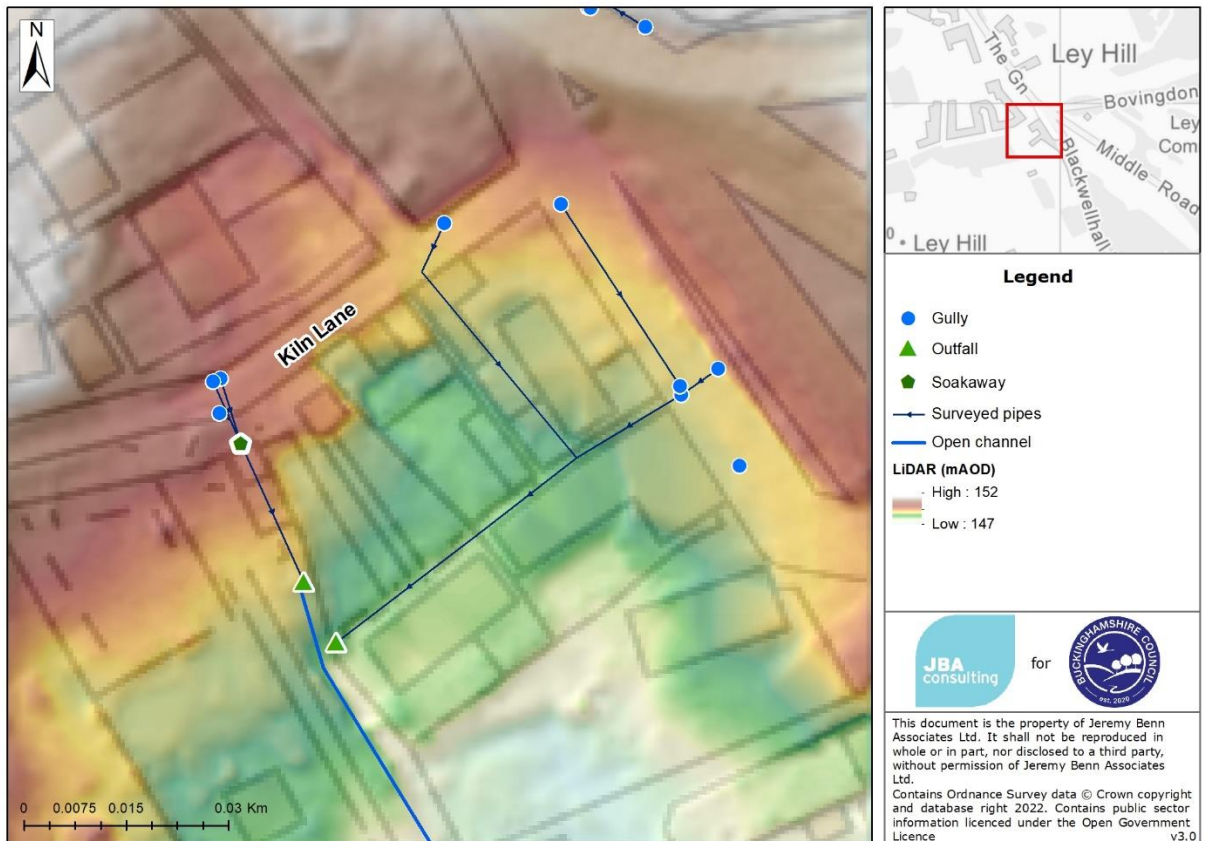 N
Kiln Lane
0 0.0075 0.015 0.03 Km
The Gn
Ley Hill
Bovingdon
Ley
Com
Middle Road
Blackwellhall
0
• Ley Hill
Legend
Gully
Outfall
Soakaway
Surveyed pipes
Open channel
LiDAR (mAOD)
High : 152
Low : 147
JBA
consulting
for
BUCKINGHAMSHIRE COUNCIL
est. 2020
This document is the property of Jeremy Benn
Associates Ltd. It shall not be reproduced in
whole or in part, nor disclosed to a third party,
without permission of Jeremy Benn Associates
Ltd.
Contains Ordnance Survey data © Crown copyright
and database right 2022. Contains public sector
information licenced under the Open Government
Licence v3.0